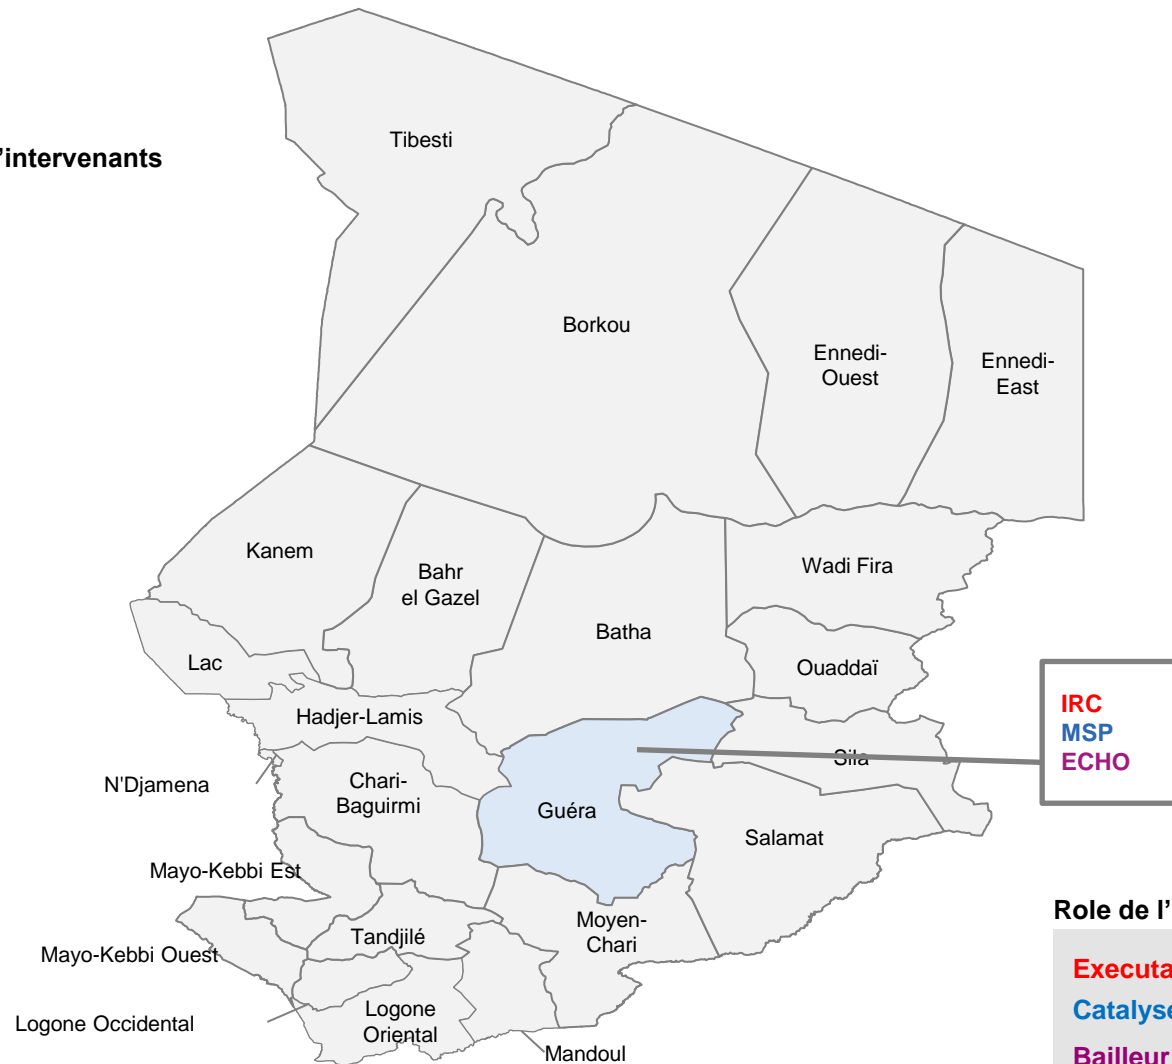 Tibesti
'intervenants
Borkou
Ennedi-
Ouest
Ennedi-
East
Kanem
Bahr
el Gazel
Wadi Fira
Batha
Lac
Ouaddaï
Hadjer-Lamis
IRC
MSP
ECHO
Sila
N'Djamena
Chari-
Baguirmi
Guéra
Salamat
Mayo-Kebbi Est
Role de l'
Moyen-
Chari
Tandjilé
Mayo-Kebbi Ouest
Logone
Oriental
Logone Occidental
Mandoul
Bailleur